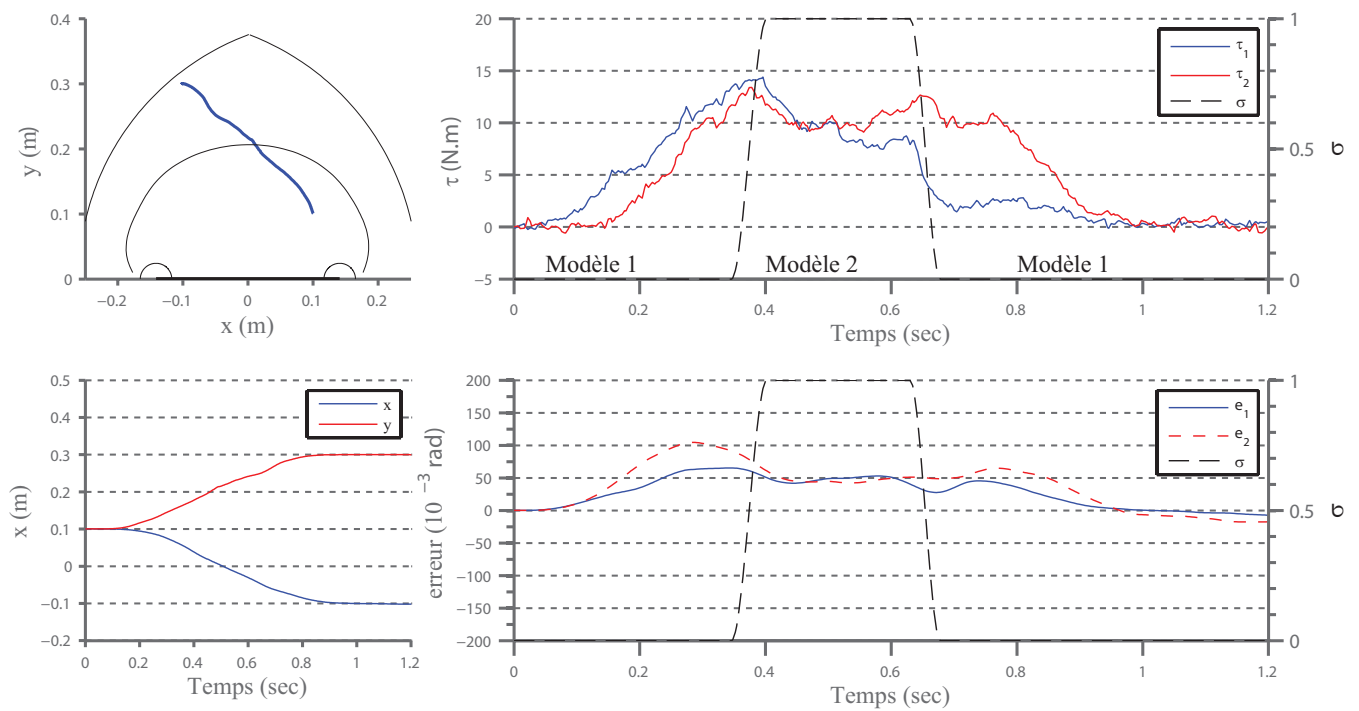 0.4
0.3
0.2
0.1
0
y (m)
−0.2 −0.1 0 0.1 0.2
x (m)
20
15
10
5
0
−5
τ (N.m)
τ1
τ2
σ
1
0.5
0
σ
Modèle 1 Modèle 2 Modèle 1
0 0.2 0.4 0.6 0.8 1.0 1.2
Temps (sec)
0.5
0.4
0.3
0.2
0.1
0
−0.1
−0.2
x (m)
x
y
0 0.2 0.4 0.6 0.8 1 1.2
Temps (sec)
200
150
100
50
0
−50
−100
−150
−200
erreur (10 −3 rad)
e1
e2
σ
1
0.5
0
σ
0 0.2 0.4 0.6 0.8 1.0 1.2
Temps (sec)